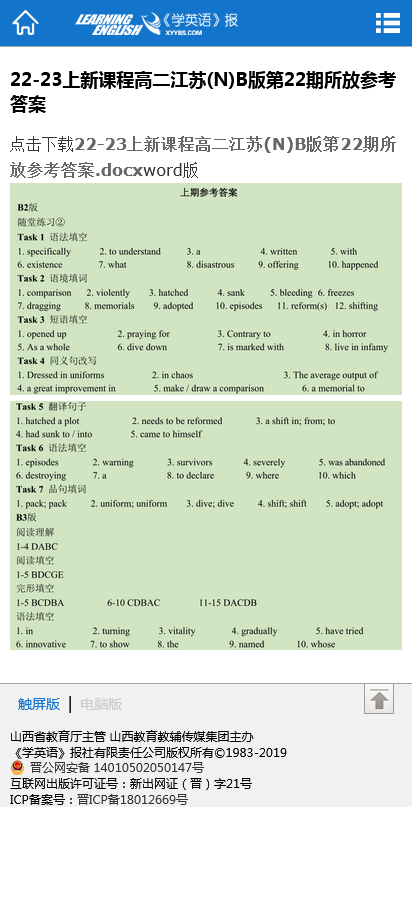 LEARNING ENGLISH 《学英语》报
XYYBS.COM
22-23上新课程高二江苏(N)B版第22期所放参考
答案
点击下载22-23上新课程高二江苏(N)B版第22期所
放参考答案.docxword版
上期参考答案
B2版
随堂练习②
Task 1 语法填空
1. specifically 2. to understand 3. a 4. written 5. with
6. existence 7. what 8. disastrous 9. offering 10. happened
Task 2 语境填词
1. comparison 2. violently 3. hatched 4. sank 5. bleeding 6. freezes
7. dragging 8. memorials 9. adopted 10. episodes 11. reform(s) 12. shifting
Task 3 短语填空
1. opened up 2. praying for 3. Contrary to 4. in horror
5. As a whole 6. dive down 7. is marked with 8. live in infamy
Task 4 同义句改写
1. Dressed in uniforms 2. in chaos 3. The average output of
4. a great improvement in 5. make / draw a comparison 6. a memorial to
Task 5 翻译句子
1. hatched a plot 2. needs to be reformed 3. a shift in; from; to
4. had sunk to / into 5. came to himself
Task 6 语法填空
1. episodes 2. warning 3. survivors 4. severely 5. was abandoned
6. destroying 7. a 8. to declare 9. where 10. which
Task 7 品句填词
1. pack; pack 2. uniform; uniform 3. dive; dive 4. shift; shift 5. adopt; adopt
B3版
阅读理解
1-4 DABC
阅读填空
1-5 BDCGE
完形填空
1-5 BCDBA 6-10 CDBAC 11-15 DACDB
语法填空
1. in 2. turning 3. vitality 4. gradually 5. have tried
6. innovative 7. to show 8. the 9. named 10. whose
触屏版 | 电脑版
山西省教育厅主管 山西教育教辅传媒集团主办
《学英语》报社有限责任公司版权所有©1983-2019
晋公网安备 14010502050147号
互联网出版许可证号：新出网证（晋）字21号
ICP备案号：晋ICP备18012669号